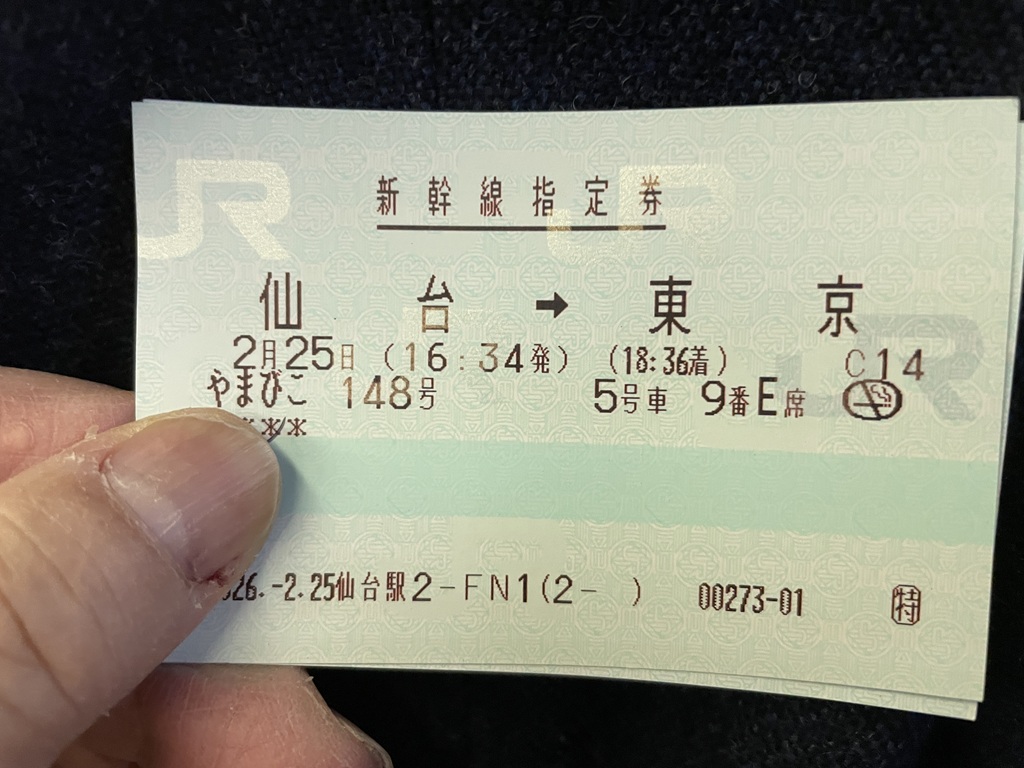 新幹線指定券
仙台 → 東京
2月25日 (16:34発) (18:36着) C14
やまびこ 148号 5号車 9番E席
***
26.-2.25仙台駅2-FN1(2- ) 00273-01 特
JR